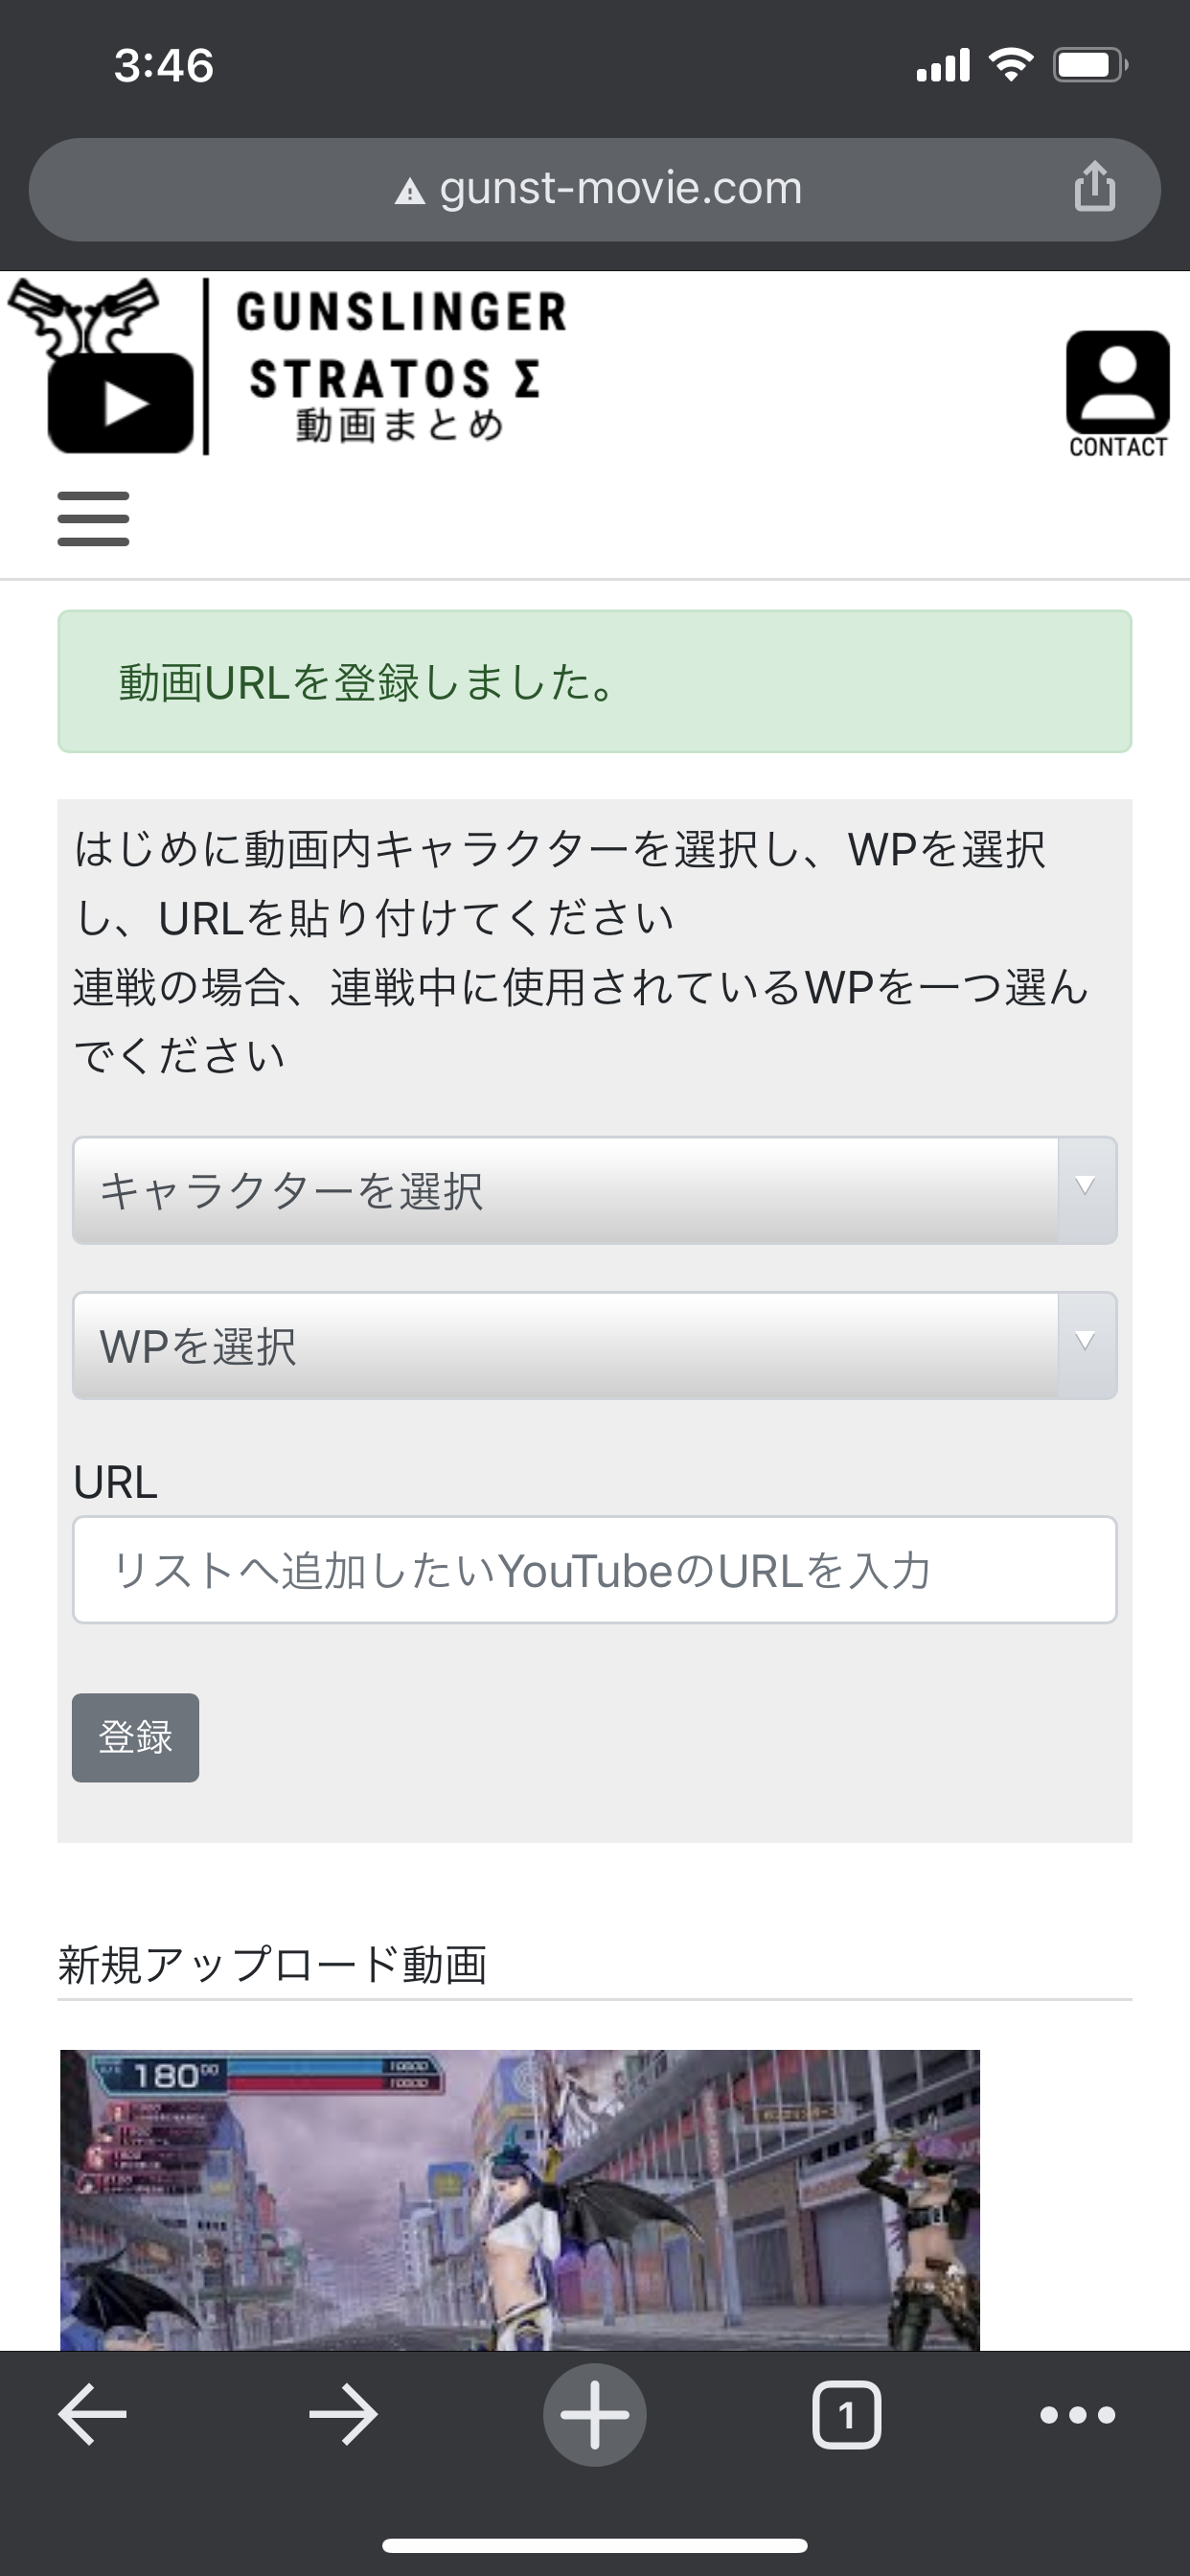 3:46
gunst-movie.com
GUNSLINGER
STRATOS Σ
動画まとめ
CONTACT
動画URLを登録しました。
はじめに動画内キャラクターを選択し、WPを選択
し、URLを貼り付けてください
連戦の場合、連戦中に使用されているWPを一つ選ん
でください
キャラクターを選択
WPを選択
URL
リストへ追加したいYouTubeのURLを入力
登録
新規アップロード動画
180
1